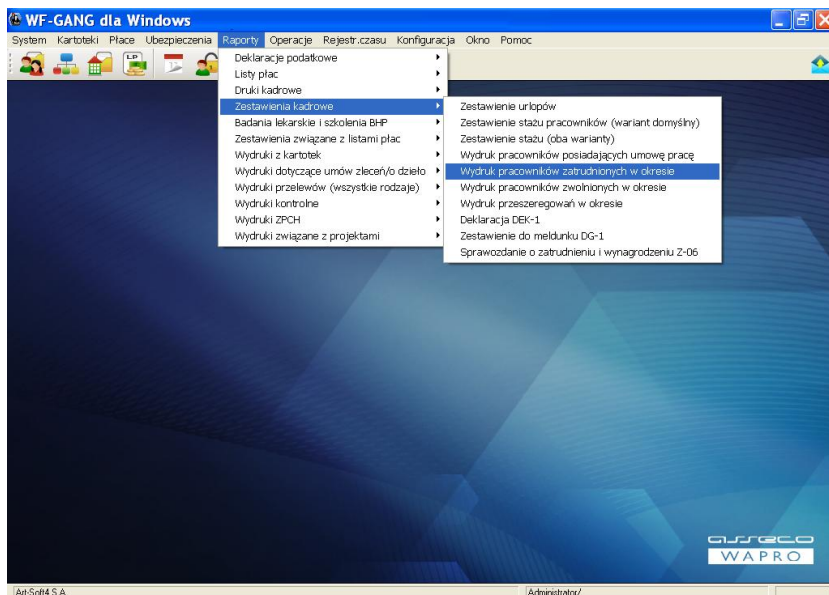 WF-GANG dla Windows
System Kartoteki Płace Ubezpieczenia Raporty Operacje Rejestr.czasu Konfiguracja Okno Pomoc
LP
Deklaracje podatkowe
Listy płac
Druki kadrowe
Zestawienia kadrowe
Badania lekarskie i szkolenia BHP
Zestawienia związane z listami płac
Wydruki z kartotek
Wydruki dotyczące umów zleceń/o dzieło
Wydruki przelewów (wszystkie rodzaje)
Wydruki kontrolne
Wydruki ZPCH
Wydruki związane z projektami
Zestawienie urlopów
Zestawienie stażu pracowników (wariant domyślny)
Zestawienie stażu (oba warianty)
Wydruk pracowników posiadających umowę pracę
Wydruk pracowników zatrudnionych w okresie
Wydruk pracowników zwolnionych w okresie
Wydruk przeszeregowań w okresie
Deklaracja DEK-1
Zestawienie do meldunku DG-1
Sprawozdanie o zatrudnieniu i wynagrodzeniu Z-06
asseco
WAPRO
Art-Soft4 S.A. Administrator/